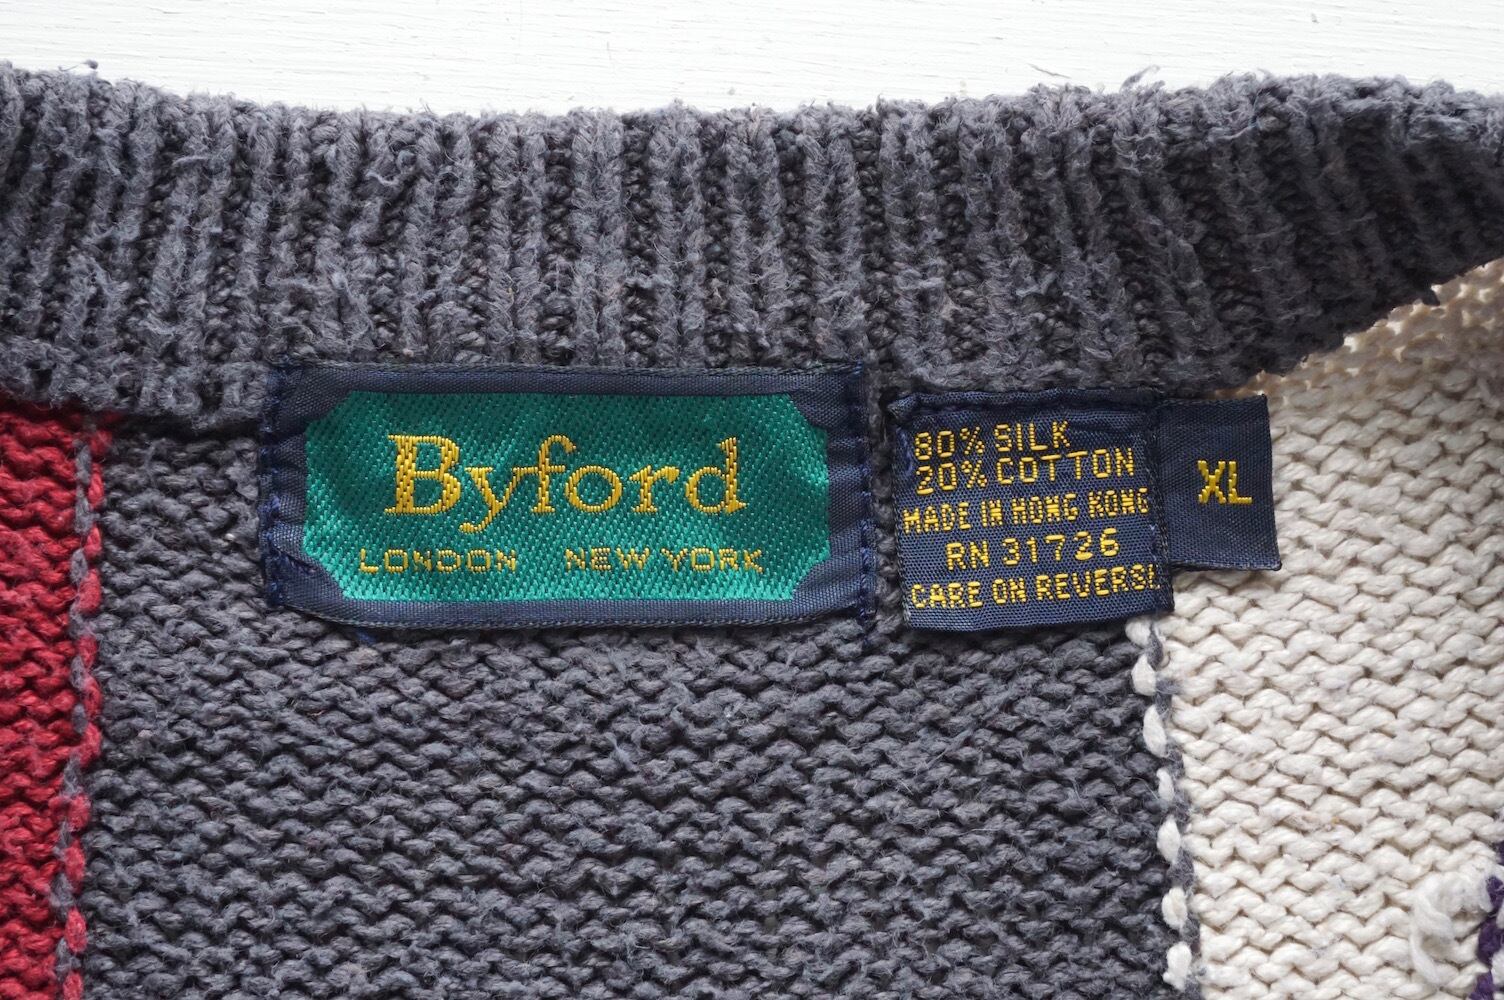 Byford
LONDON NEW YORK
80% SILK
20% COTTON
MADE IN HONG KONG
RN 31726
CARE ON REVERSE
XL